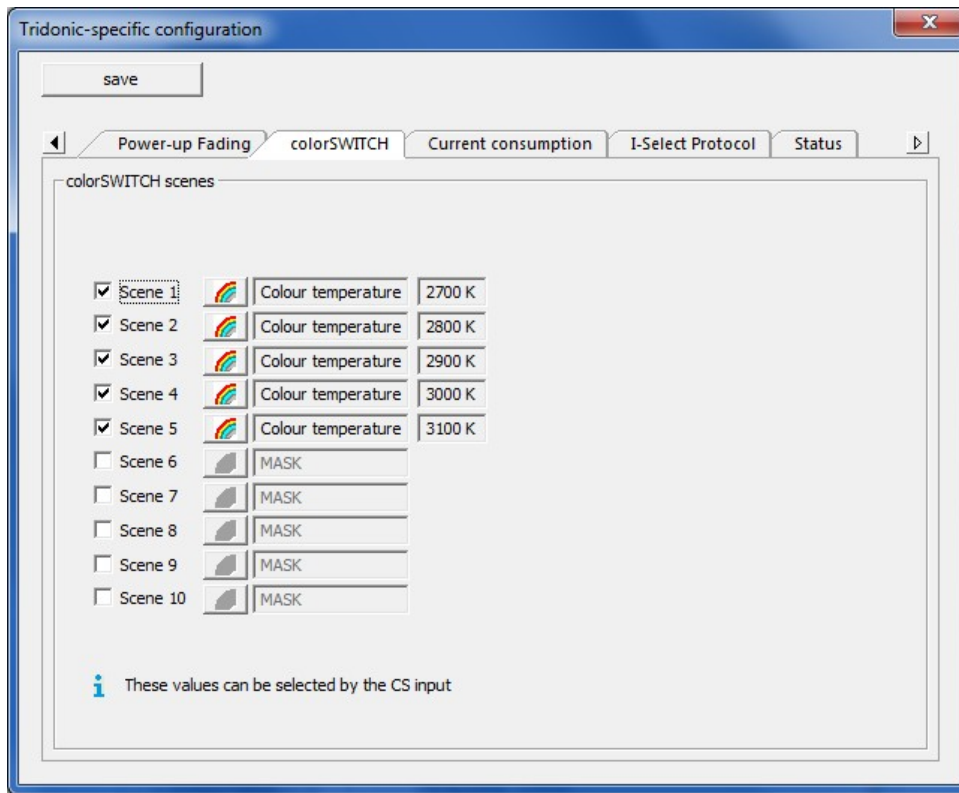 Tridonic-specific configuration
save
Power-up Fading colorSWITCH Current consumption I-Select Protocol Status
colorSWITCH scenes
Scene 1 Colour temperature 2700 K
Scene 2 Colour temperature 2800 K
Scene 3 Colour temperature 2900 K
Scene 4 Colour temperature 3000 K
Scene 5 Colour temperature 3100 K
Scene 6 MASK
Scene 7 MASK
Scene 8 MASK
Scene 9 MASK
Scene 10 MASK
These values can be selected by the CS input